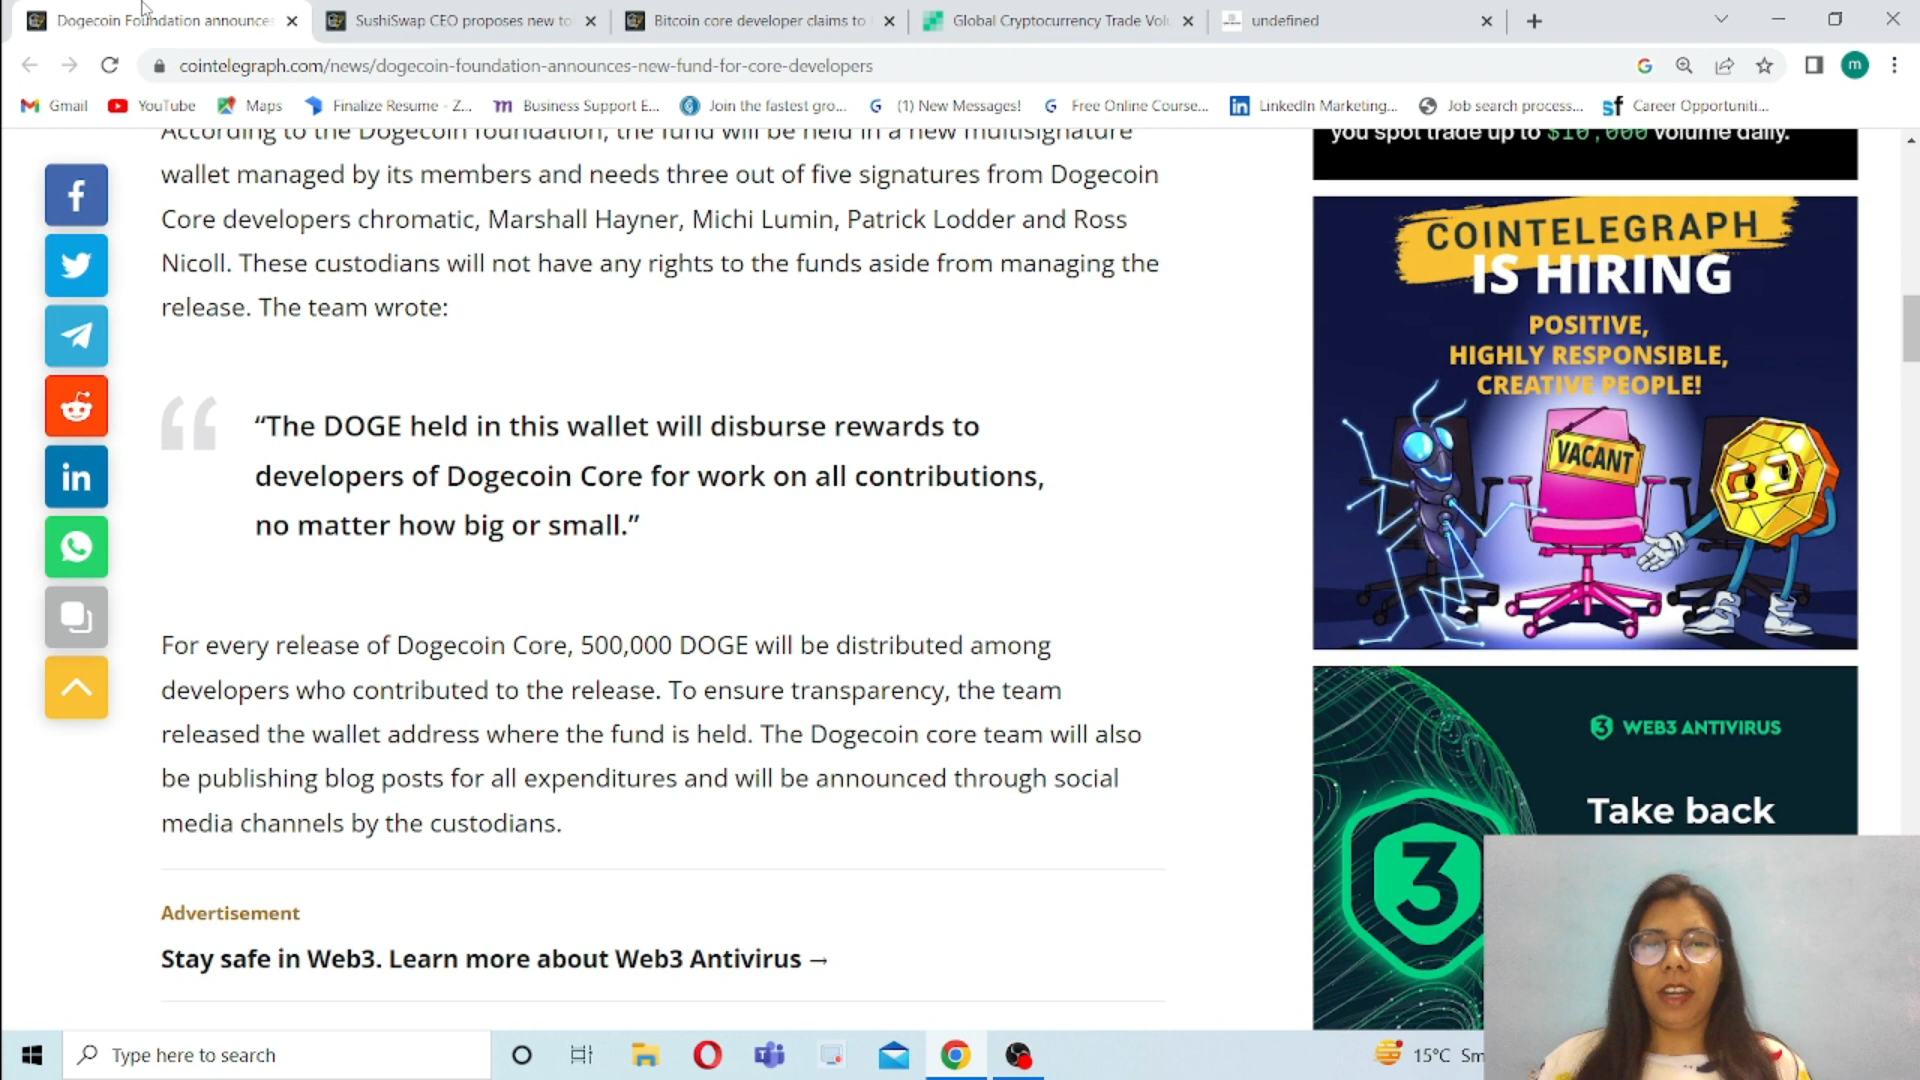 Dogecoin Foundation announces
SushiSwap CEO proposes new to
Bitcoin core developer claims to
Global Cryptocurrency Trade Vol
undefined
cointelegraph.com/news/dogecoin-foundation-announces-new-fund-for-core-developers
G
m
Gmail
YouTube
Maps
Finalize Resume - Z...
Business Support E...
Join the fastest gro...
(1) New Messages!
Free Online Course...
LinkedIn Marketing...
Job search process...
Career Opportuniti...
According to the Dogecoin foundation, the fund will be held in a new multisignature
wallet managed by its members and needs three out of five signatures from Dogecoin
Core developers chromatic, Marshall Hayner, Michi Lumin, Patrick Lodder and Ross
Nicoll. These custodians will not have any rights to the funds aside from managing the
release. The team wrote:
“The DOGE held in this wallet will disburse rewards to
developers of Dogecoin Core for work on all contributions,
no matter how big or small.”
For every release of Dogecoin Core, 500,000 DOGE will be distributed among
developers who contributed to the release. To ensure transparency, the team
released the wallet address where the fund is held. The Dogecoin core team will also
be publishing blog posts for all expenditures and will be announced through social
media channels by the custodians.
Advertisement
Stay safe in Web3. Learn more about Web3 Antivirus →
you spot trade up to $10,000 volume daily.
COINTELEGRAPH
IS HIRING
POSITIVE,
HIGHLY RESPONSIBLE,
CREATIVE PEOPLE!
VACANT
3 WEB3 ANTIVIRUS
Take back
3
Type here to search
15°C Sm